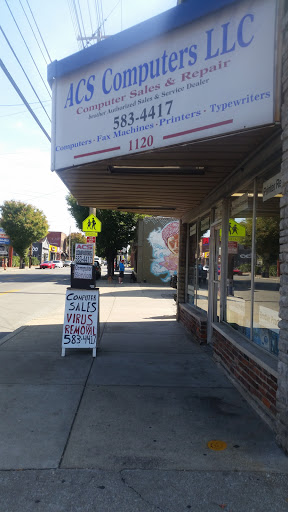 ACS Computers LLC
Computer Sales & Repair
Brother Authorized Sales & Service Dealer
583-4417
Computers · Fax Machines · Printers · Typewriters
1120
COMPUTER
SALES
VIRUS
REMOVAL
583-4417